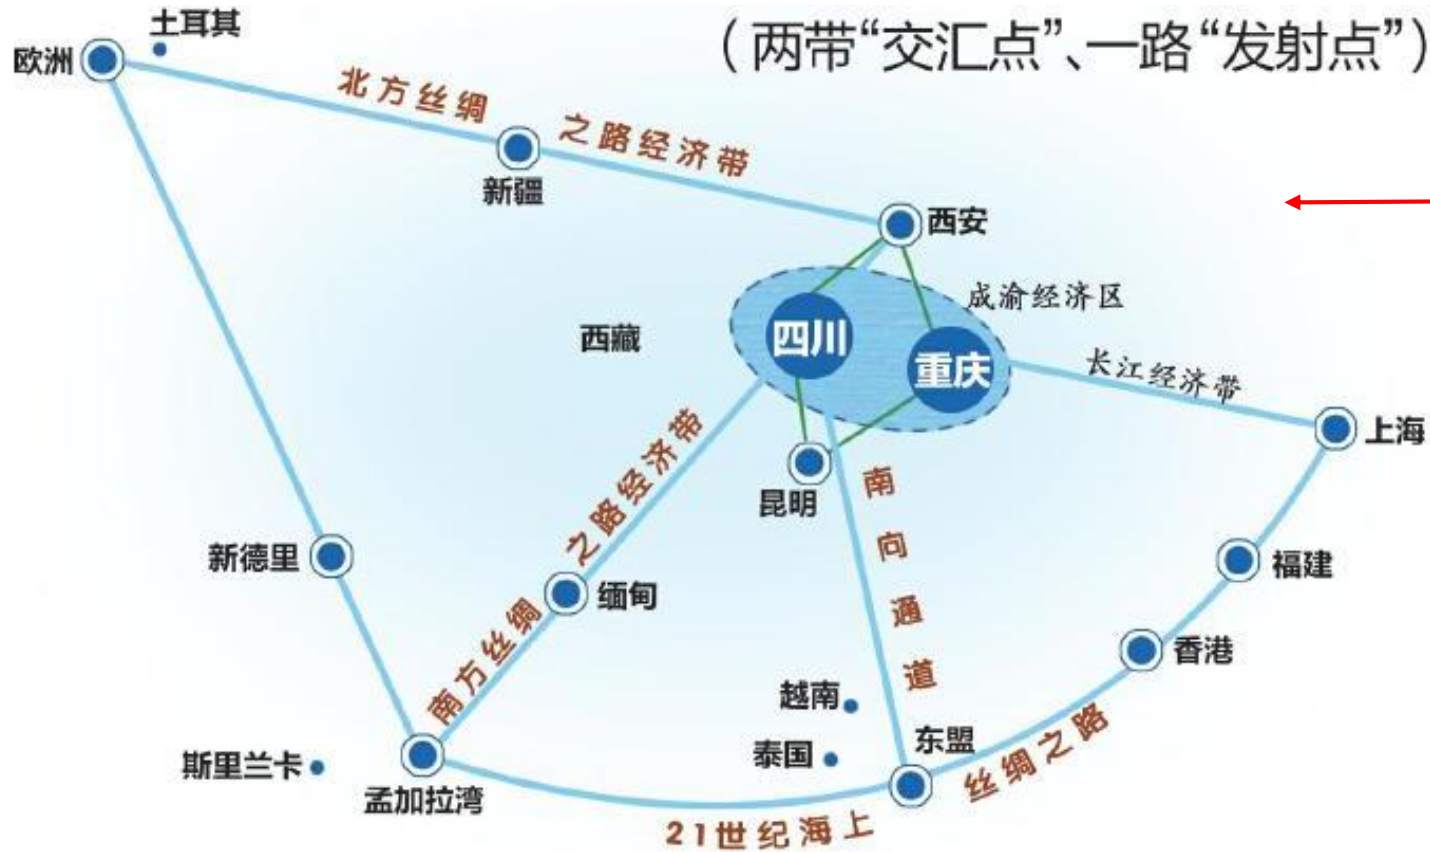 （两带“交汇点”、一路“发射点”）
土耳其
欧洲
北方丝绸
之路经济带
新疆
西安
成渝经济区
西藏
四川
重庆
长江经济带
上海
之路经济带
昆明
南向通道
新德里
缅甸
福建
南方丝绸
香港
越南
东盟
泰国
斯里兰卡
孟加拉湾
丝绸之路
21世纪海上